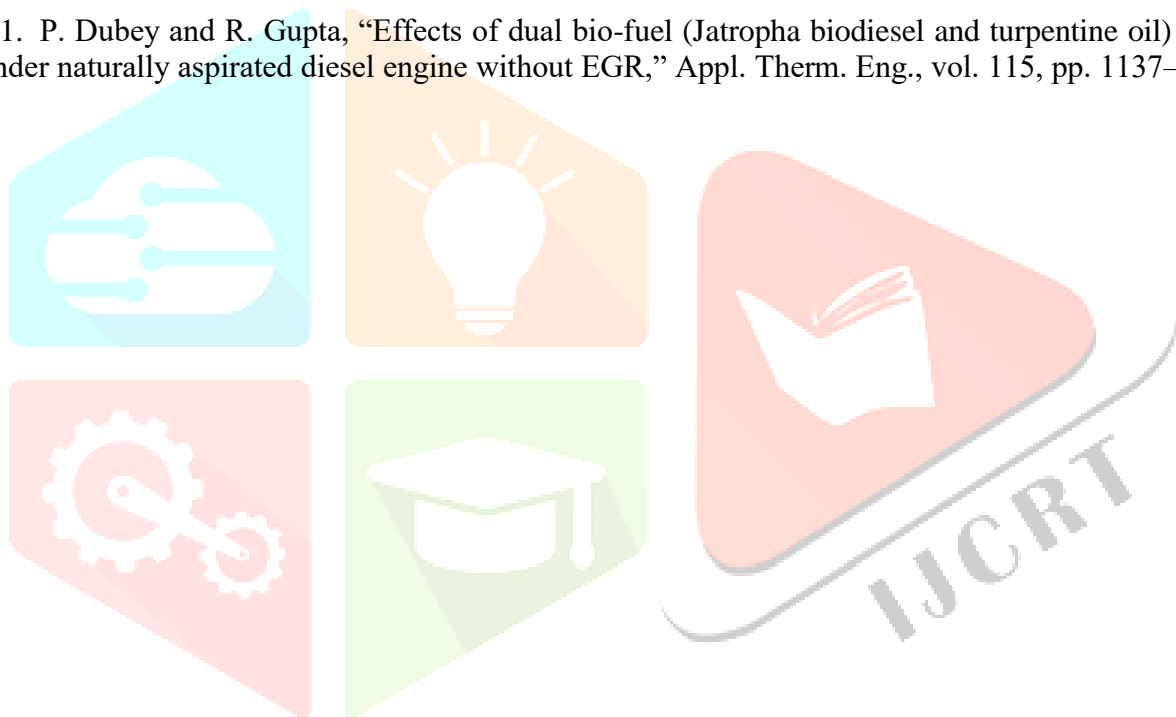 1. P. Dubey and R. Gupta, “Effects of dual bio-fuel (Jatropha biodiesel and turpentine oil)
nder naturally aspirated diesel engine without EGR,” Appl. Therm. Eng., vol. 115, pp. 1137–
IJCRT